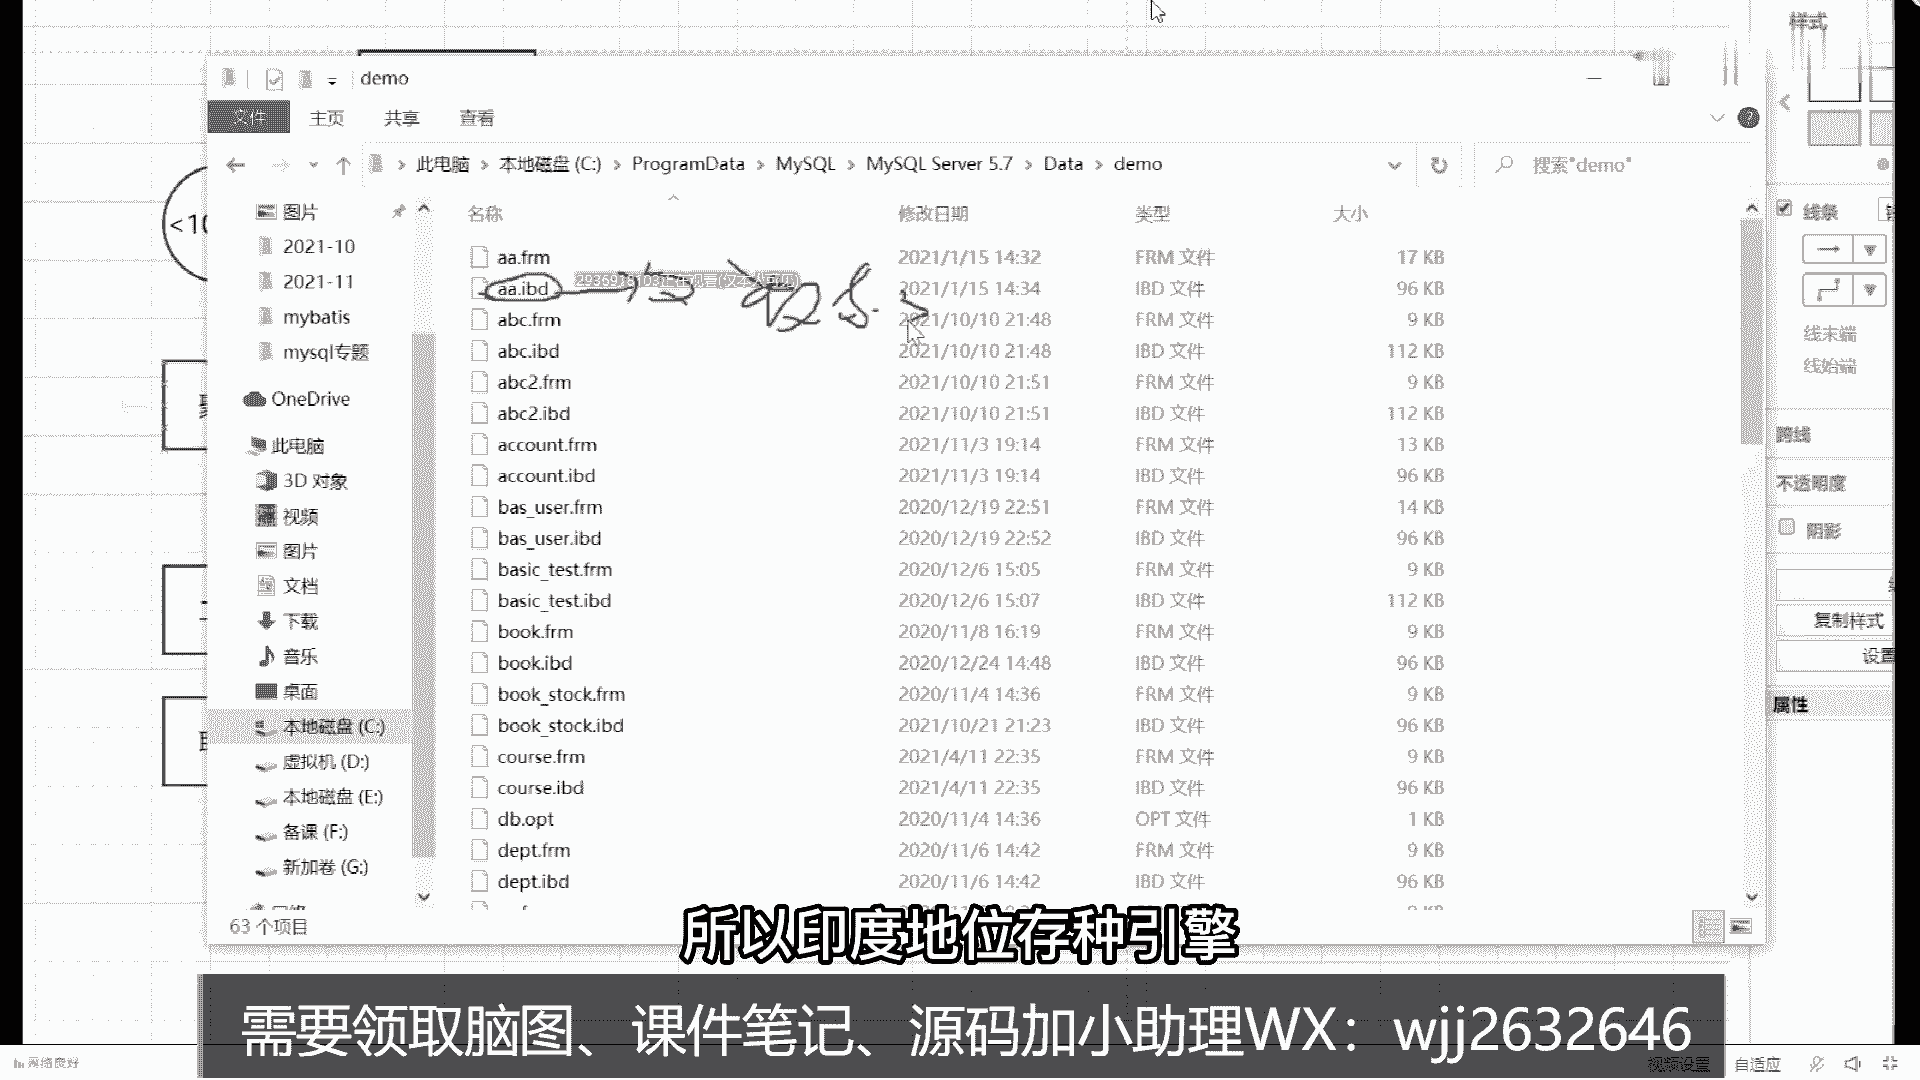 样式
demo
文件 主页 共享 查看
此电脑 > 本地磁盘 (C:) > ProgramData > MySQL > MySQL Server 5.7 > Data > demo
搜索"demo"
名称 修改日期 类型 大小
aa.frm 2021/1/15 14:32 FRM 文件 17 KB
aa.ibd 2021/1/15 14:34 IBD 文件 96 KB
abc.frm 2021/10/10 21:48 FRM 文件 9 KB
abc.ibd 2021/10/10 21:48 IBD 文件 112 KB
abc2.frm 2021/10/10 21:51 FRM 文件 9 KB
abc2.ibd 2021/10/10 21:51 IBD 文件 112 KB
account.frm 2021/11/3 19:14 FRM 文件 13 KB
account.ibd 2021/11/3 19:14 IBD 文件 96 KB
bas_user.frm 2020/12/19 22:51 FRM 文件 14 KB
bas_user.ibd 2020/12/19 22:52 IBD 文件 96 KB
basic_test.frm 2020/12/6 15:05 FRM 文件 9 KB
basic_test.ibd 2020/12/6 15:07 IBD 文件 112 KB
book.frm 2020/11/8 16:19 FRM 文件 9 KB
book.ibd 2020/12/24 14:48 IBD 文件 96 KB
book_stock.frm 2020/11/4 14:36 FRM 文件 9 KB
book_stock.ibd 2021/10/21 21:23 IBD 文件 96 KB
course.frm 2021/4/11 22:35 FRM 文件 9 KB
course.ibd 2021/4/11 22:35 IBD 文件 96 KB
db.opt 2020/11/4 14:36 OPT 文件 1 KB
dept.frm 2020/11/6 14:42 FRM 文件 9 KB
dept.ibd 2020/11/6 14:42 IBD 文件 96 KB
图片
2021-10
2021-11
mybatis
mysql专题
OneDrive
此电脑
3D 对象
视频
图片
文档
下载
音乐
桌面
本地磁盘 (C:)
虚拟机 (D:)
本地磁盘 (E:)
备课 (F:)
新加卷 (G:)
63 个项目
<10
线条
线末端
线始端
跨线
不透明度
阴影
复制样式
设置
属性
所以印度地位存种引擎
需要领取脑图、课件笔记、源码加小助理WX：wjj2632646
网络良好
视频设置 自适应